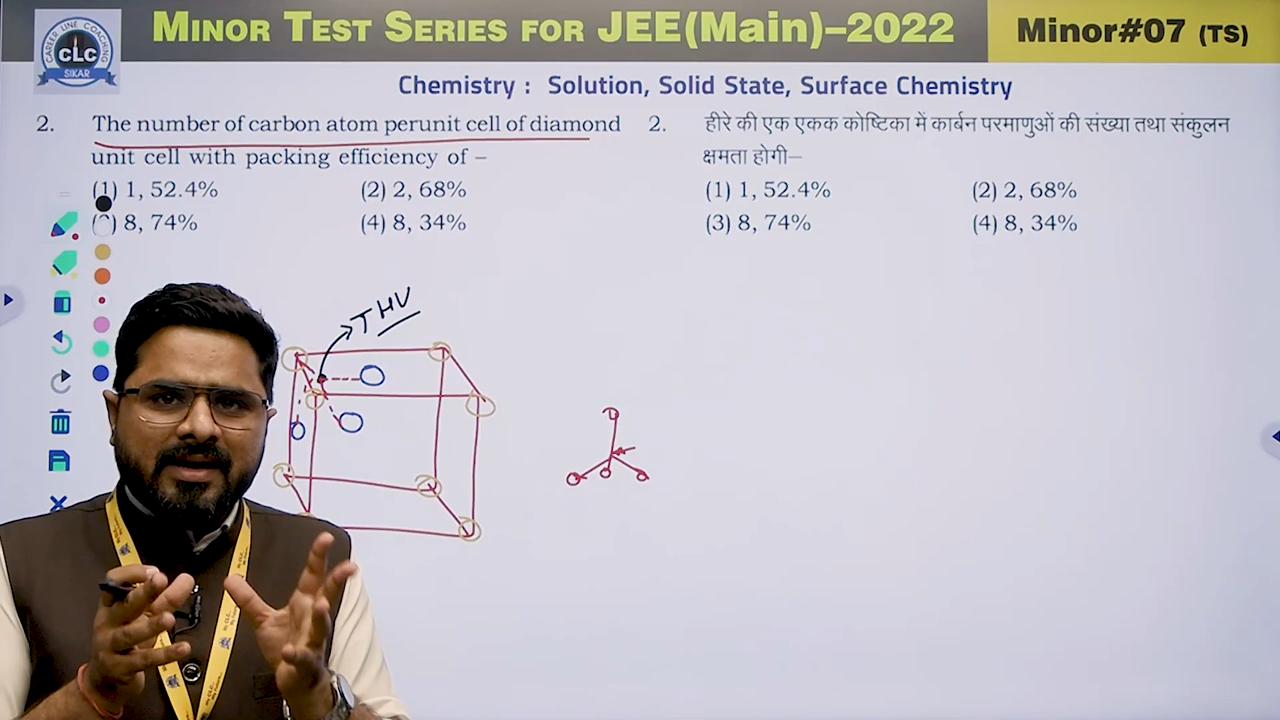 MINOR TEST SERIES FOR JEE(MAIN)–2022
Minor#07 (TS)
CAREER LINE COACHING
CLC
SIKAR
Chemistry : Solution, Solid State, Surface Chemistry
2. The number of carbon atom perunit cell of diamond
unit cell with packing efficiency of –
(1) 1, 52.4% (2) 2, 68%
( ) 8, 74% (4) 8, 34%
2. हीरे की एक एकक कोष्टिका में कार्बन परमाणुओं की संख्या तथा संकुलन
क्षमता होगी–
(1) 1, 52.4% (2) 2, 68%
(3) 8, 74% (4) 8, 34%
THV